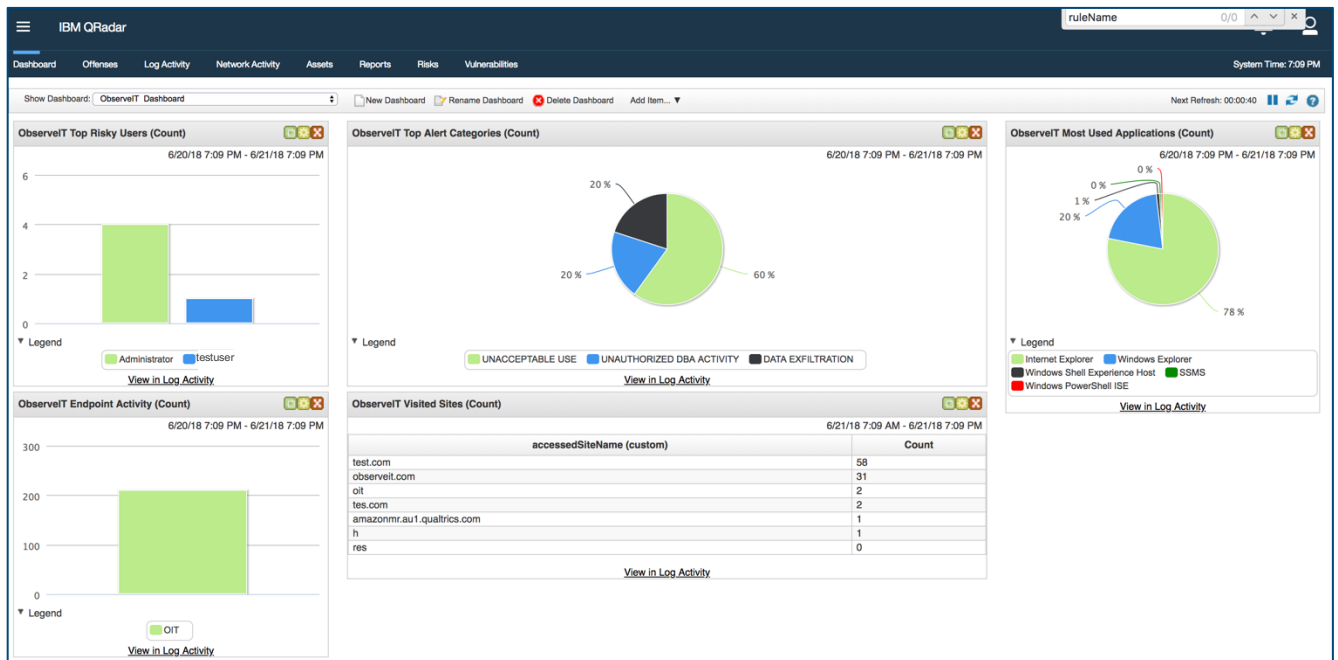 ruleName 0/0
IBM QRadar
Dashboard Offenses Log Activity Network Activity Assets Reports Risks Vulnerabilities System Time: 7:09 PM
Show Dashboard: ObserveIT Dashboard New Dashboard Rename Dashboard Delete Dashboard Add Item... ▼ Next Refresh: 00:00:40
ObserveIT Top Risky Users (Count)
6/20/18 7:09 PM - 6/21/18 7:09 PM
6
4
2
0
▼ Legend
Administrator testuser
View in Log Activity
ObserveIT Top Alert Categories (Count)
6/20/18 7:09 PM - 6/21/18 7:09 PM
20 %
20 %
60 %
▼ Legend
UNACCEPTABLE USE UNAUTHORIZED DBA ACTIVITY DATA EXFILTRATION
View in Log Activity
ObserveIT Most Used Applications (Count)
6/20/18 7:09 PM - 6/21/18 7:09 PM
0 %
0 %
1 %
20 %
78 %
▼ Legend
Internet Explorer Windows Explorer
Windows Shell Experience Host SSMS
Windows PowerShell ISE
View in Log Activity
ObserveIT Endpoint Activity (Count)
6/20/18 7:09 PM - 6/21/18 7:09 PM
300
200
100
0
▼ Legend
OIT
View in Log Activity
ObserveIT Visited Sites (Count)
6/21/18 7:09 AM - 6/21/18 7:09 PM
accessedSiteName (custom) Count
test.com 58
observeit.com 31
oit 2
tes.com 2
amazonmr.au1.qualtrics.com 1
h 1
res 0
View in Log Activity